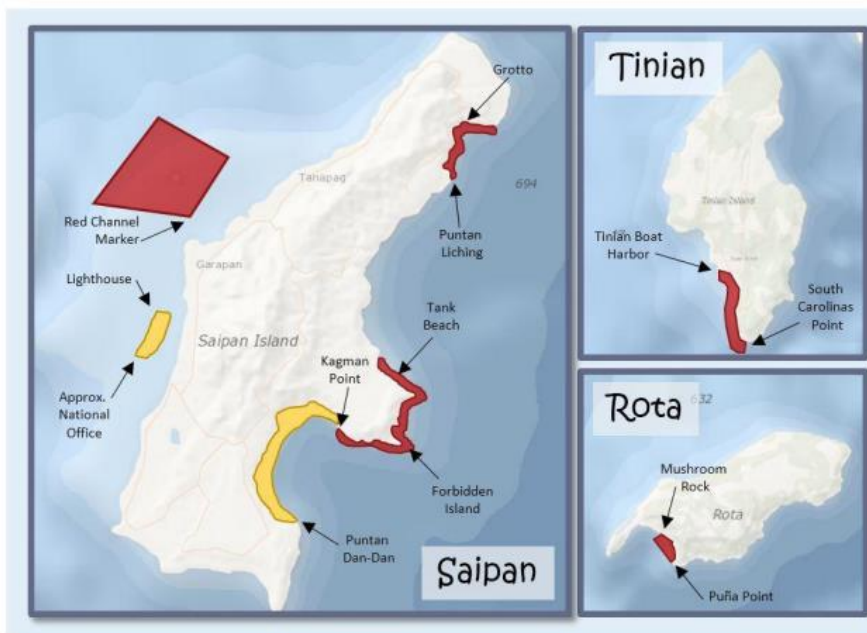 Grotto
694
Tanapag
Red Channel
Marker
Puntan
Liching
Garapan
Lighthouse
Tank
Beach
Saipan Island
Kagman
Point
Approx.
National
Office
Forbidden
Island
Puntan
Dan-Dan
Saipan
Tinian
Tinian Island
Tinian Boat
Harbor
South
Carolinas
Point
Rota
632
Mushroom
Rock
Rota
Puña Point